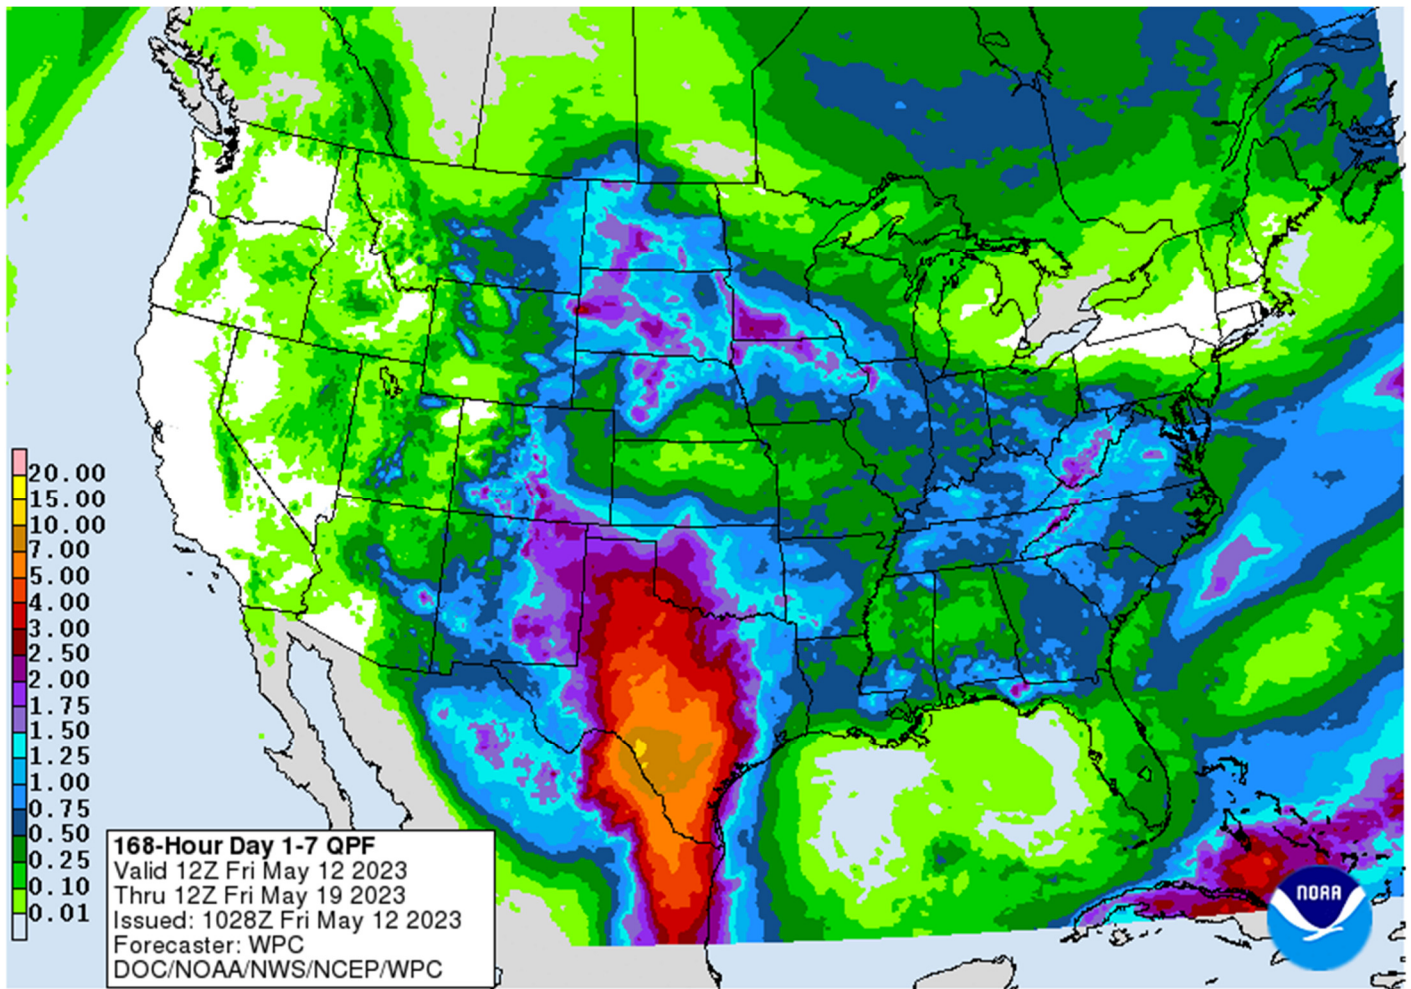 20.00
15.00
10.00
7.00
5.00
4.00
3.00
2.50
2.00
1.75
1.50
1.25
1.00
0.75
0.50
0.25
0.10
0.01
168-Hour Day 1-7 QPF
Valid 12Z Fri May 12 2023
Thru 12Z Fri May 19 2023
Issued: 1028Z Fri May 12 2023
Forecaster: WPC
DOC/NOAA/NWS/NCEP/WPC
NOAA